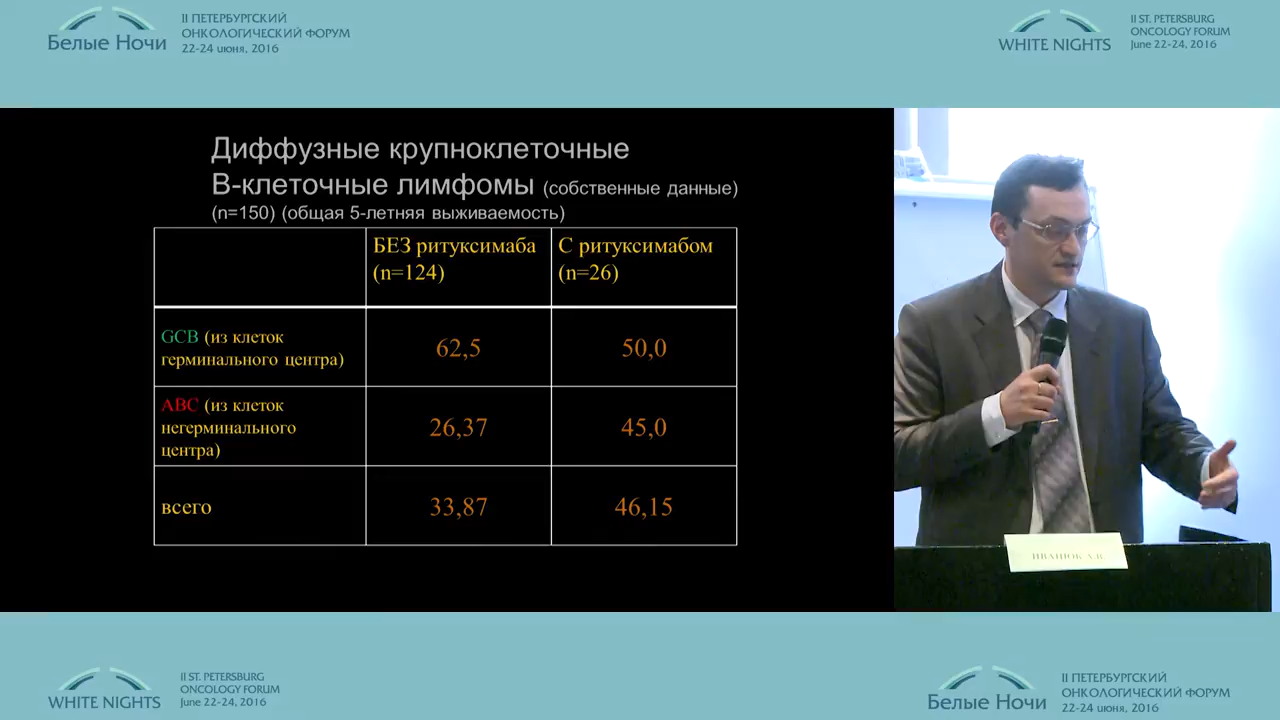 Белые Ночи
II ПЕТЕРБУРГСКИЙ
ОНКОЛОГИЧЕСКИЙ ФОРУМ
22-24 июня, 2016
WHITE NIGHTS
II ST. PETERSBURG
ONCOLOGY FORUM
June 22-24, 2016
Диффузные крупноклеточные
В-клеточные лимфомы (собственные данные)
(n=150) (общая 5-летняя выживаемость)
БЕЗ ритуксимаба
(n=124)
С ритуксимабом
(n=26)
GCB (из клеток
герминального центра)
62,5
50,0
ABC (из клеток
негерминального
центра)
26,37
45,0
всего
33,87
46,15
ИВАНЮК А.В.
WHITE NIGHTS
II ST. PETERSBURG
ONCOLOGY FORUM
June 22-24, 2016
Белые Ночи
II ПЕТЕРБУРГСКИЙ
ОНКОЛОГИЧЕСКИЙ ФОРУМ
22-24 июня, 2016